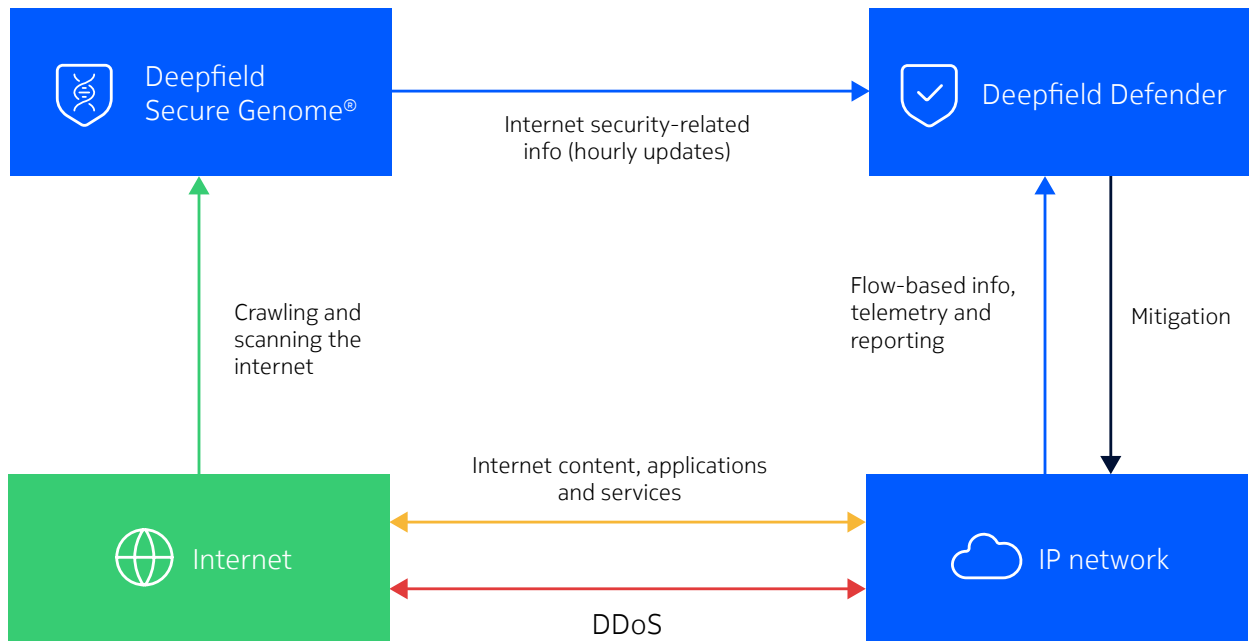 Deepfield
Secure Genome®
Deepfield Defender
Internet security-related
info (hourly updates)
Crawling and
scanning the
internet
Flow-based info,
telemetry and
reporting
Mitigation
Internet content, applications
and services
Internet
IP network
DDoS